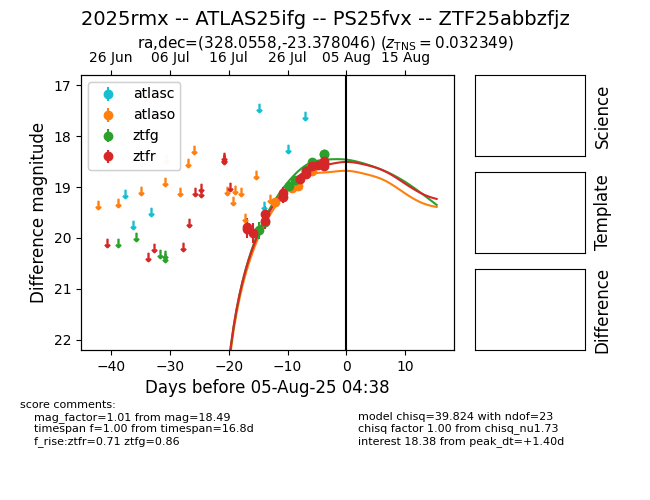 2025rmx -- ATLAS25ifg -- PS25fvx -- ZTF25abbzfjz
ra,dec=(328.0558,-23.378046) (z_TNS = 0.032349)
26 Jun 06 Jul 16 Jul 26 Jul 05 Aug 15 Aug
atlasc
atlaso
ztfg
ztfr
17
18
19
20
21
22
Difference magnitude
−40 −30 −20 −10 0 10
Days before 05-Aug-25 04:38
Science
Template
Difference
score comments:
mag_factor=1.01 from mag=18.49
timespan f=1.00 from timespan=16.8d
f_rise:ztfr=0.71 ztfg=0.86
model chisq=39.824 with ndof=23
chisq factor 1.00 from chisq_nu1.73
interest 18.38 from peak_dt=+1.40d